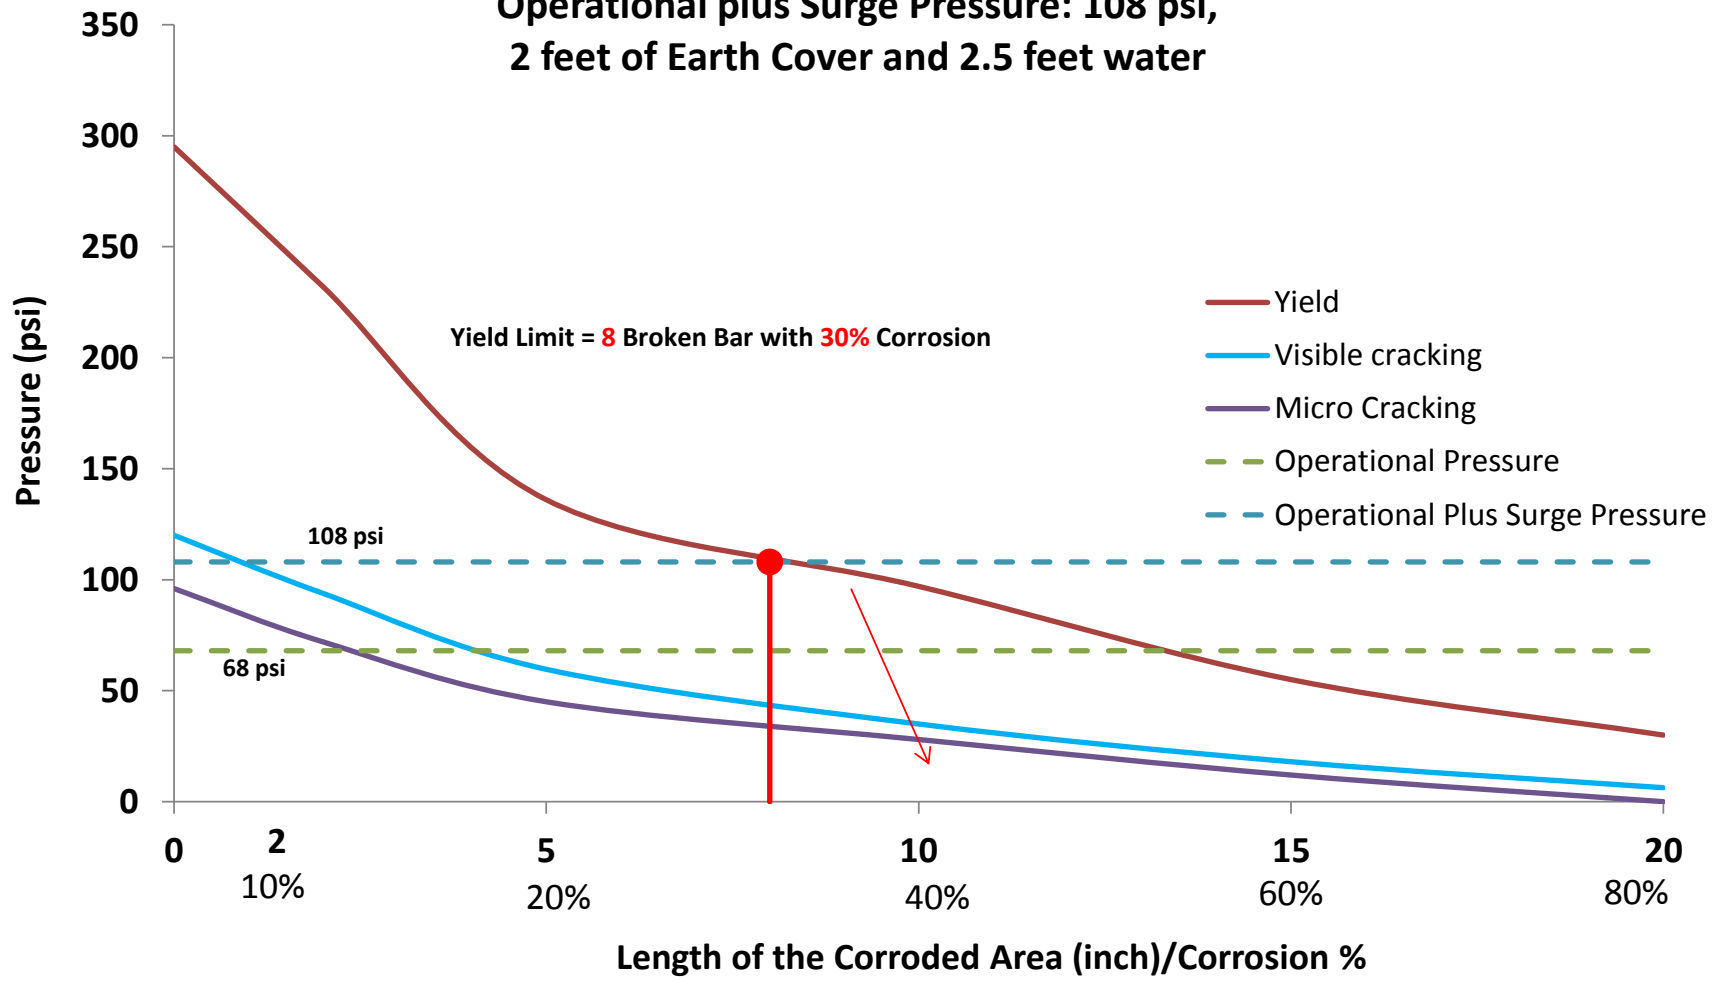 Operational plus Surge Pressure: 108 psi,
2 feet of Earth Cover and 2.5 feet water
350
300
250
200
150
100
50
0
Pressure (psi)
Yield Limit = 8 Broken Bar with 30% Corrosion
108 psi
68 psi
Yield
Visible cracking
Micro Cracking
Operational Pressure
Operational Plus Surge Pressure
0 2 5 10 15 20
10% 20% 40% 60% 80%
Length of the Corroded Area (inch)/Corrosion %